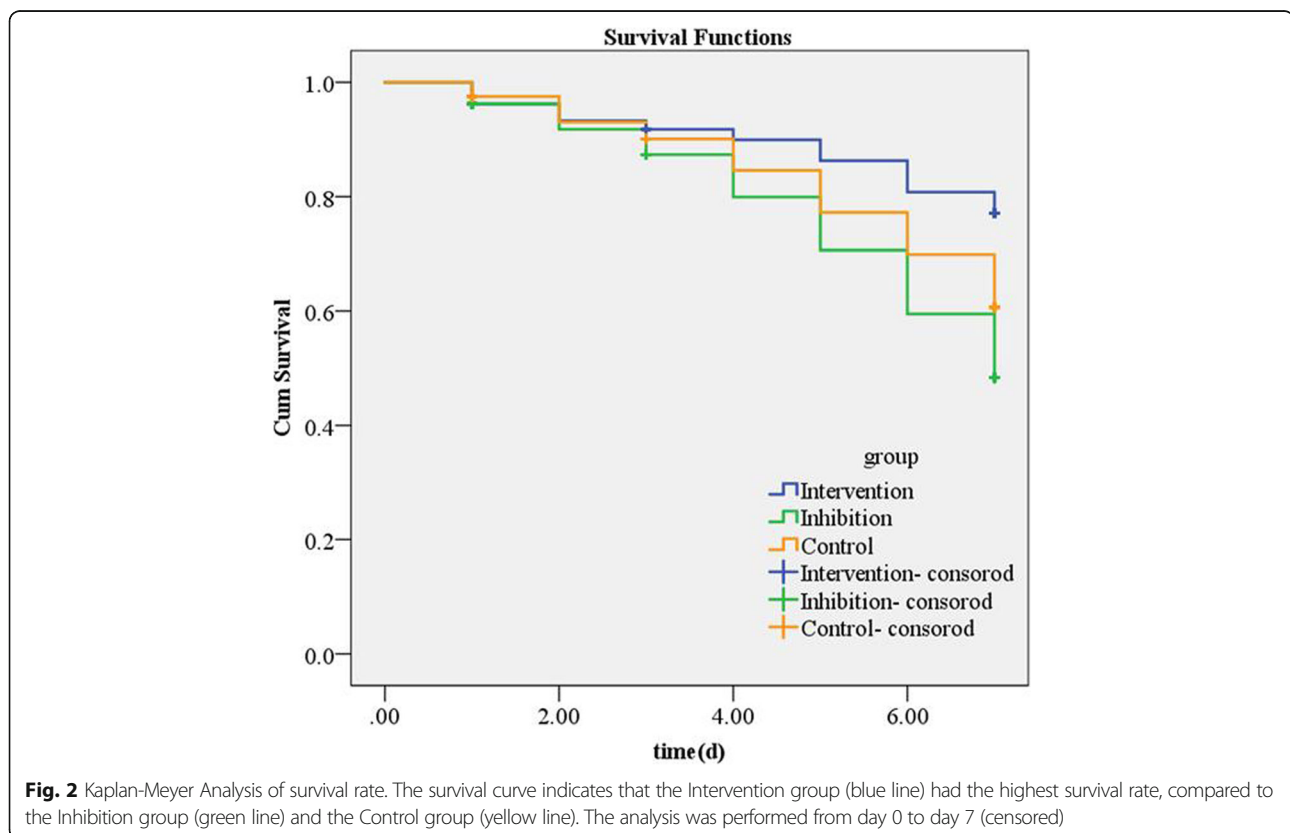 Survival Functions
1.0
0.8
0.6
0.4
0.2
0.0
Cum Survival
group
Intervention
Inhibition
Control
Intervention- consorod
Inhibition- consorod
Control- consorod
.00 2.00 4.00 6.00
time(d)
Fig. 2 Kaplan-Meyer Analysis of survival rate. The survival curve indicates that the Intervention group (blue line) had the highest survival rate, compared to
the Inhibition group (green line) and the Control group (yellow line). The analysis was performed from day 0 to day 7 (censored)